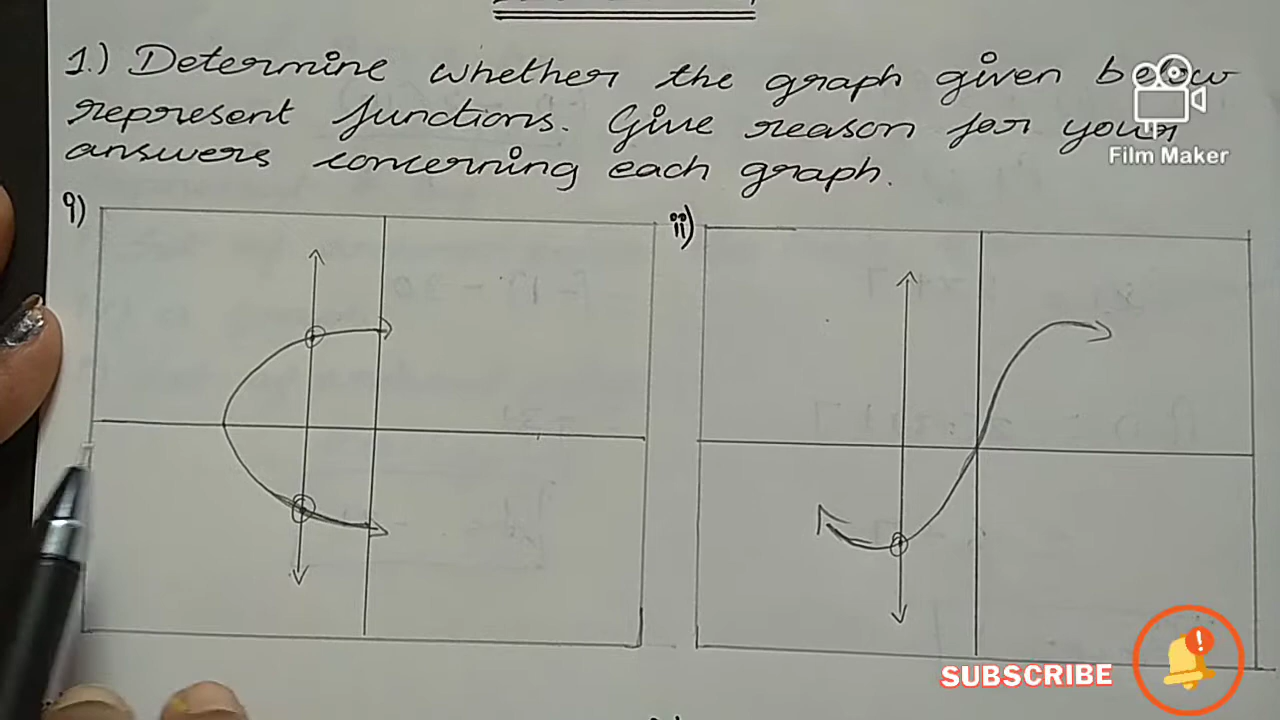 1.) Determine whether the graph given below
represent functions. Give reason for your
answers concerning each graph.
Film Maker
i)
ii)
SUBSCRIBE